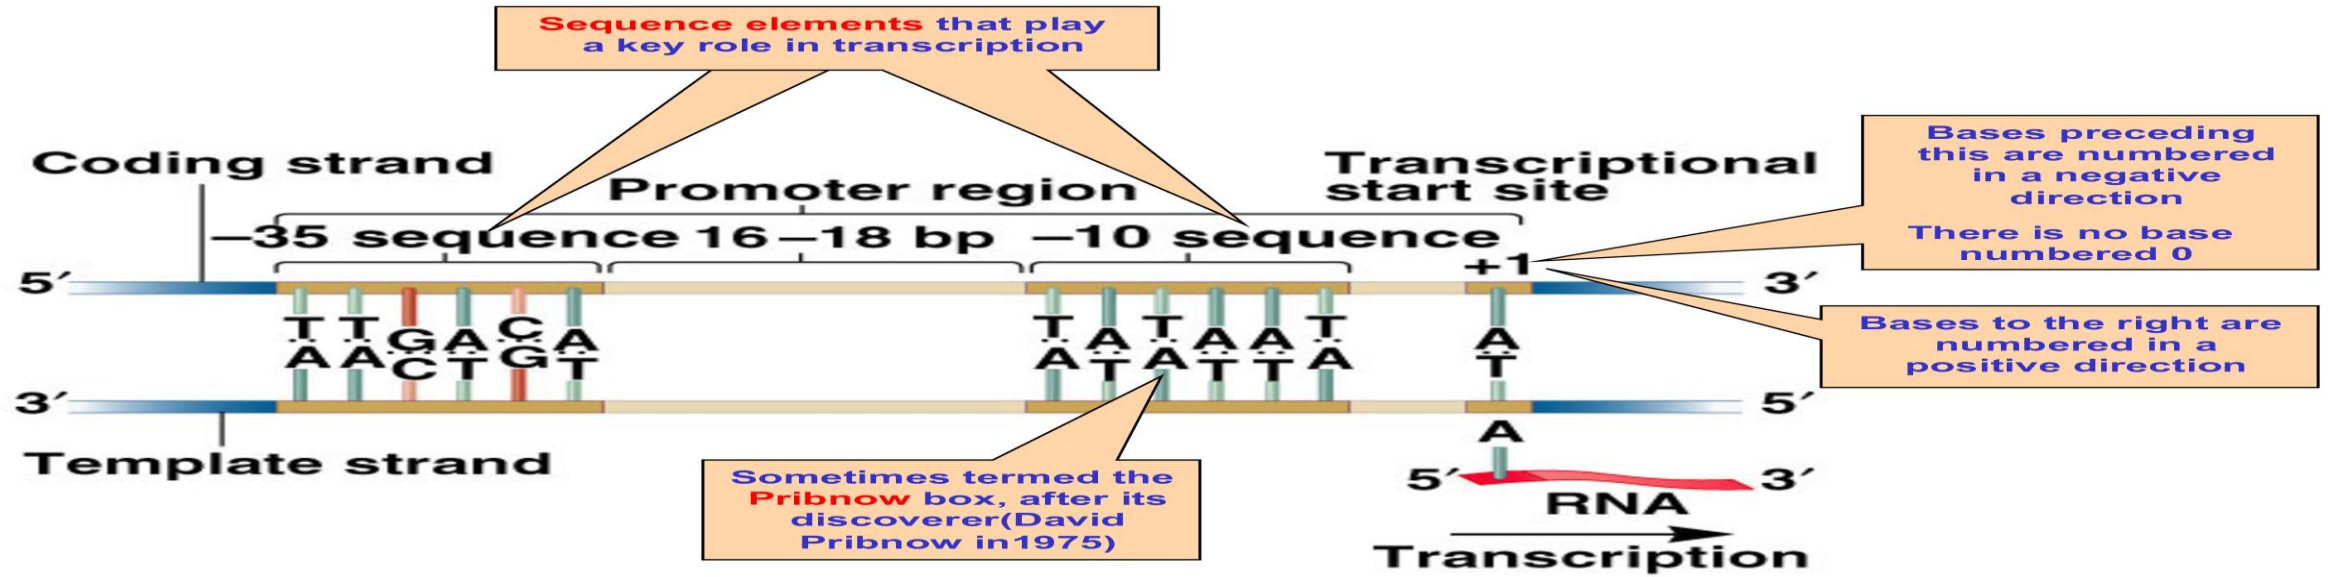 Sequence elements that play
a key role in transcription
Coding strand
Promoter region
Transcriptional
start site
Bases preceding
this are numbered
in a negative
direction
There is no base
numbered 0
–35 sequence
16–18 bp
–10 sequence
+1
5′
3′
T T G A C A
T A T A A T
A
A A C T G T
A T A T T A
T
Bases to the right are
numbered in a
positive direction
3′
5′
Template strand
A
Sometimes termed the
Pribnow box, after its
discoverer(David
Pribnow in1975)
5′
3′
RNA
Transcription